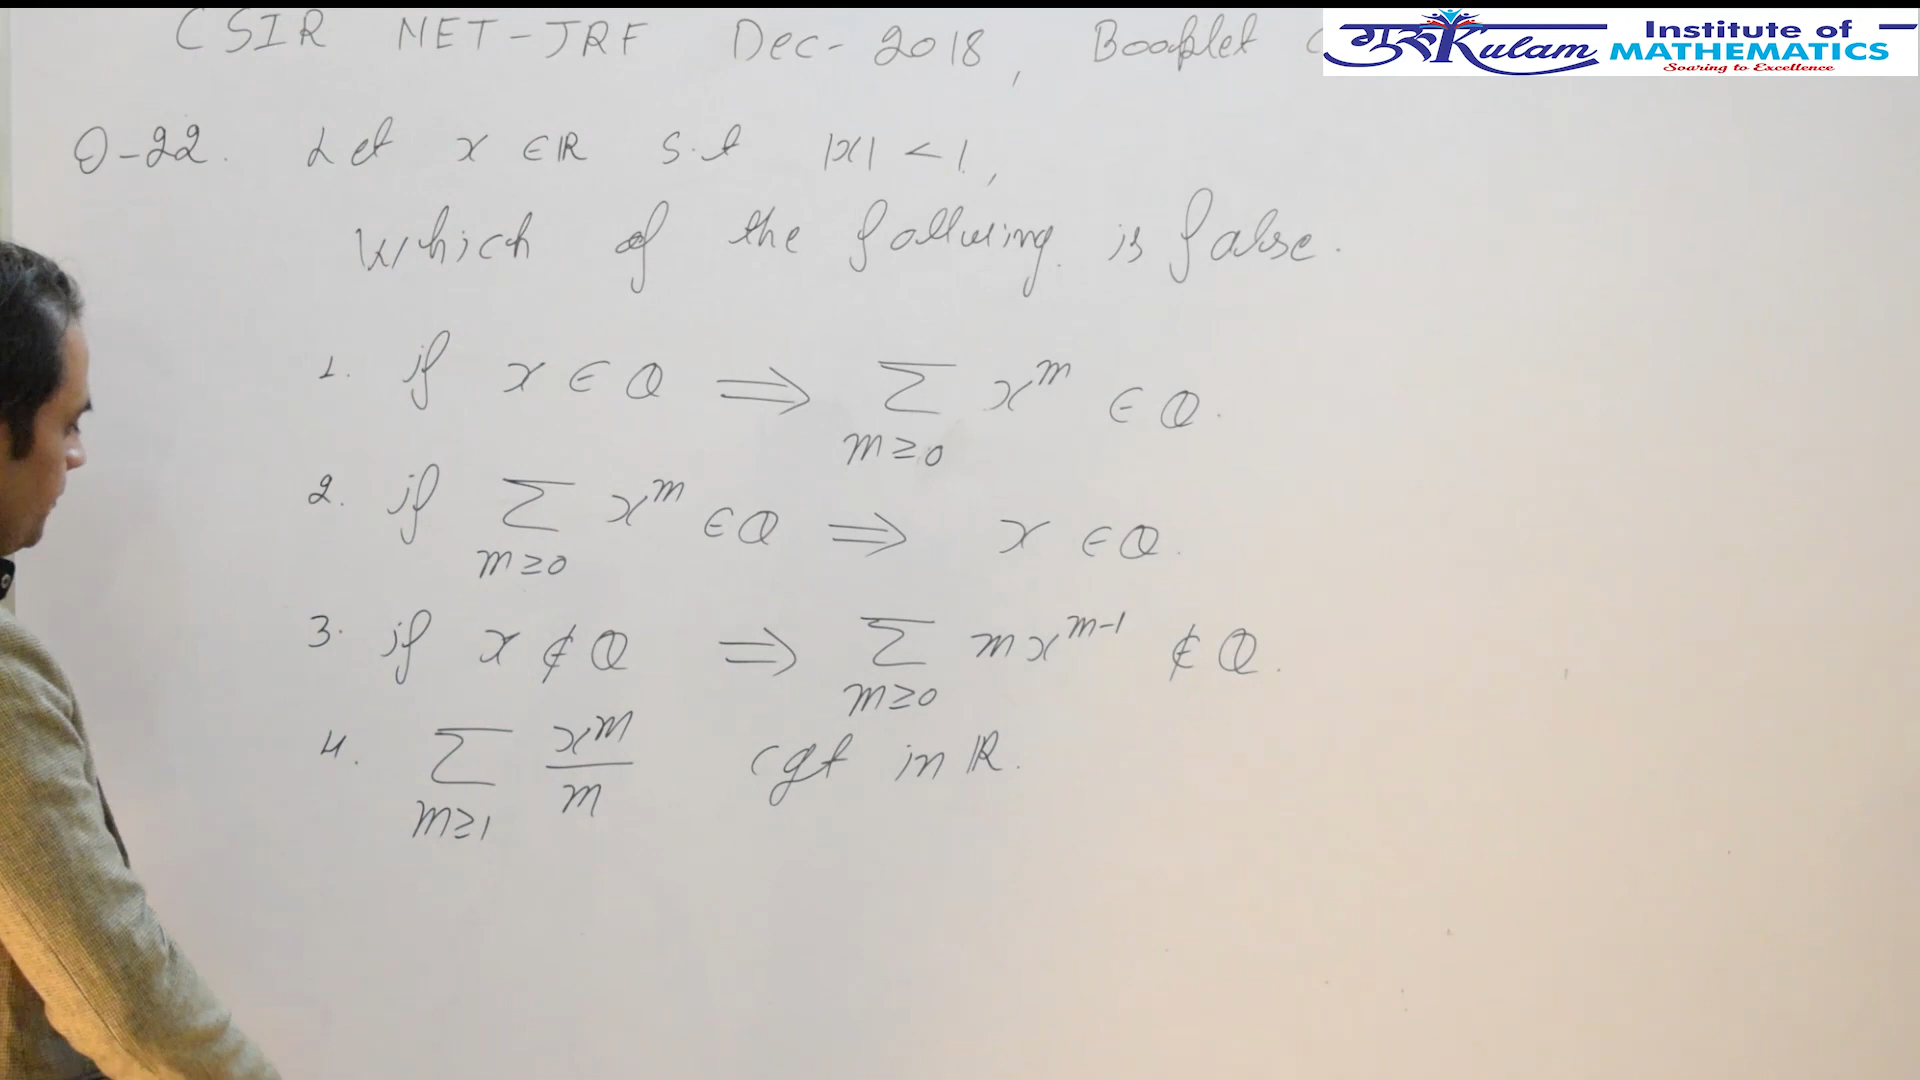 CSIR NET-JRF Dec-2018, Booklet C
गुरुKulam Institute of MATHEMATICS
Soaring to Excellence
Q-22. Let x ∈ ℝ s.t |x| < 1,
Which of the following is false.
1. if x ∈ Q ⟹ Σ_{m≥0} x^m ∈ Q.
2. if Σ_{m≥0} x^m ∈ Q ⟹ x ∈ Q.
3. if x ∉ Q ⟹ Σ_{m≥0} m x^{m-1} ∉ Q.
4. Σ_{m≥1} x^m/m cgt in ℝ.